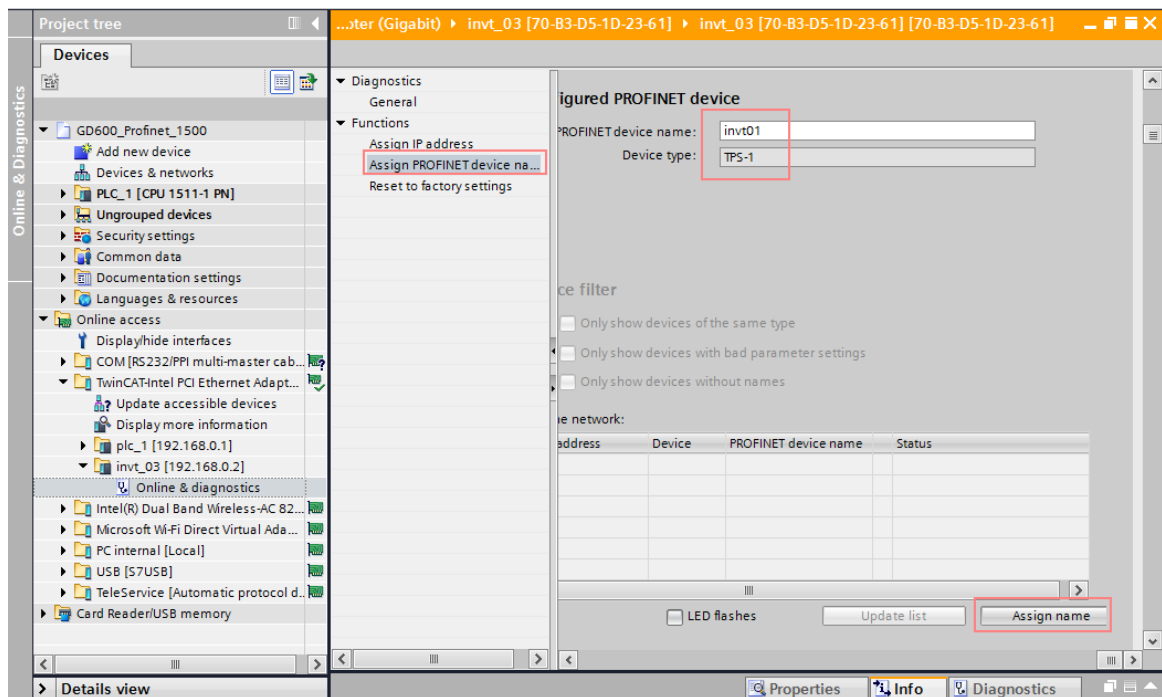 Project tree
...oter (Gigabit) ▸ invt_03 [70-B3-D5-1D-23-61] ▸ invt_03 [70-B3-D5-1D-23-61] [70-B3-D5-1D-23-61]
Devices
Online & Diagnostics
GD600_Profinet_1500
Add new device
Devices & networks
PLC_1 [CPU 1511-1 PN]
Ungrouped devices
Security settings
Common data
Documentation settings
Languages & resources
Online access
Display/hide interfaces
COM [RS232/PPI multi-master cab...
TwinCAT-Intel PCI Ethernet Adapt...
Update accessible devices
Display more information
plc_1 [192.168.0.1]
invt_03 [192.168.0.2]
Online & diagnostics
Intel(R) Dual Band Wireless-AC 82...
Microsoft Wi-Fi Direct Virtual Ada...
PC internal [Local]
USB [S7USB]
TeleService [Automatic protocol d...
Card Reader/USB memory
Details view
Diagnostics
General
Functions
Assign IP address
Assign PROFINET device na...
Reset to factory settings
igured PROFINET device
PROFINET device name: invt01
Device type: TPS-1
ce filter
Only show devices of the same type
Only show devices with bad parameter settings
Only show devices without names
ne network:
address Device PROFINET device name Status
LED flashes Update list Assign name
Properties Info Diagnostics